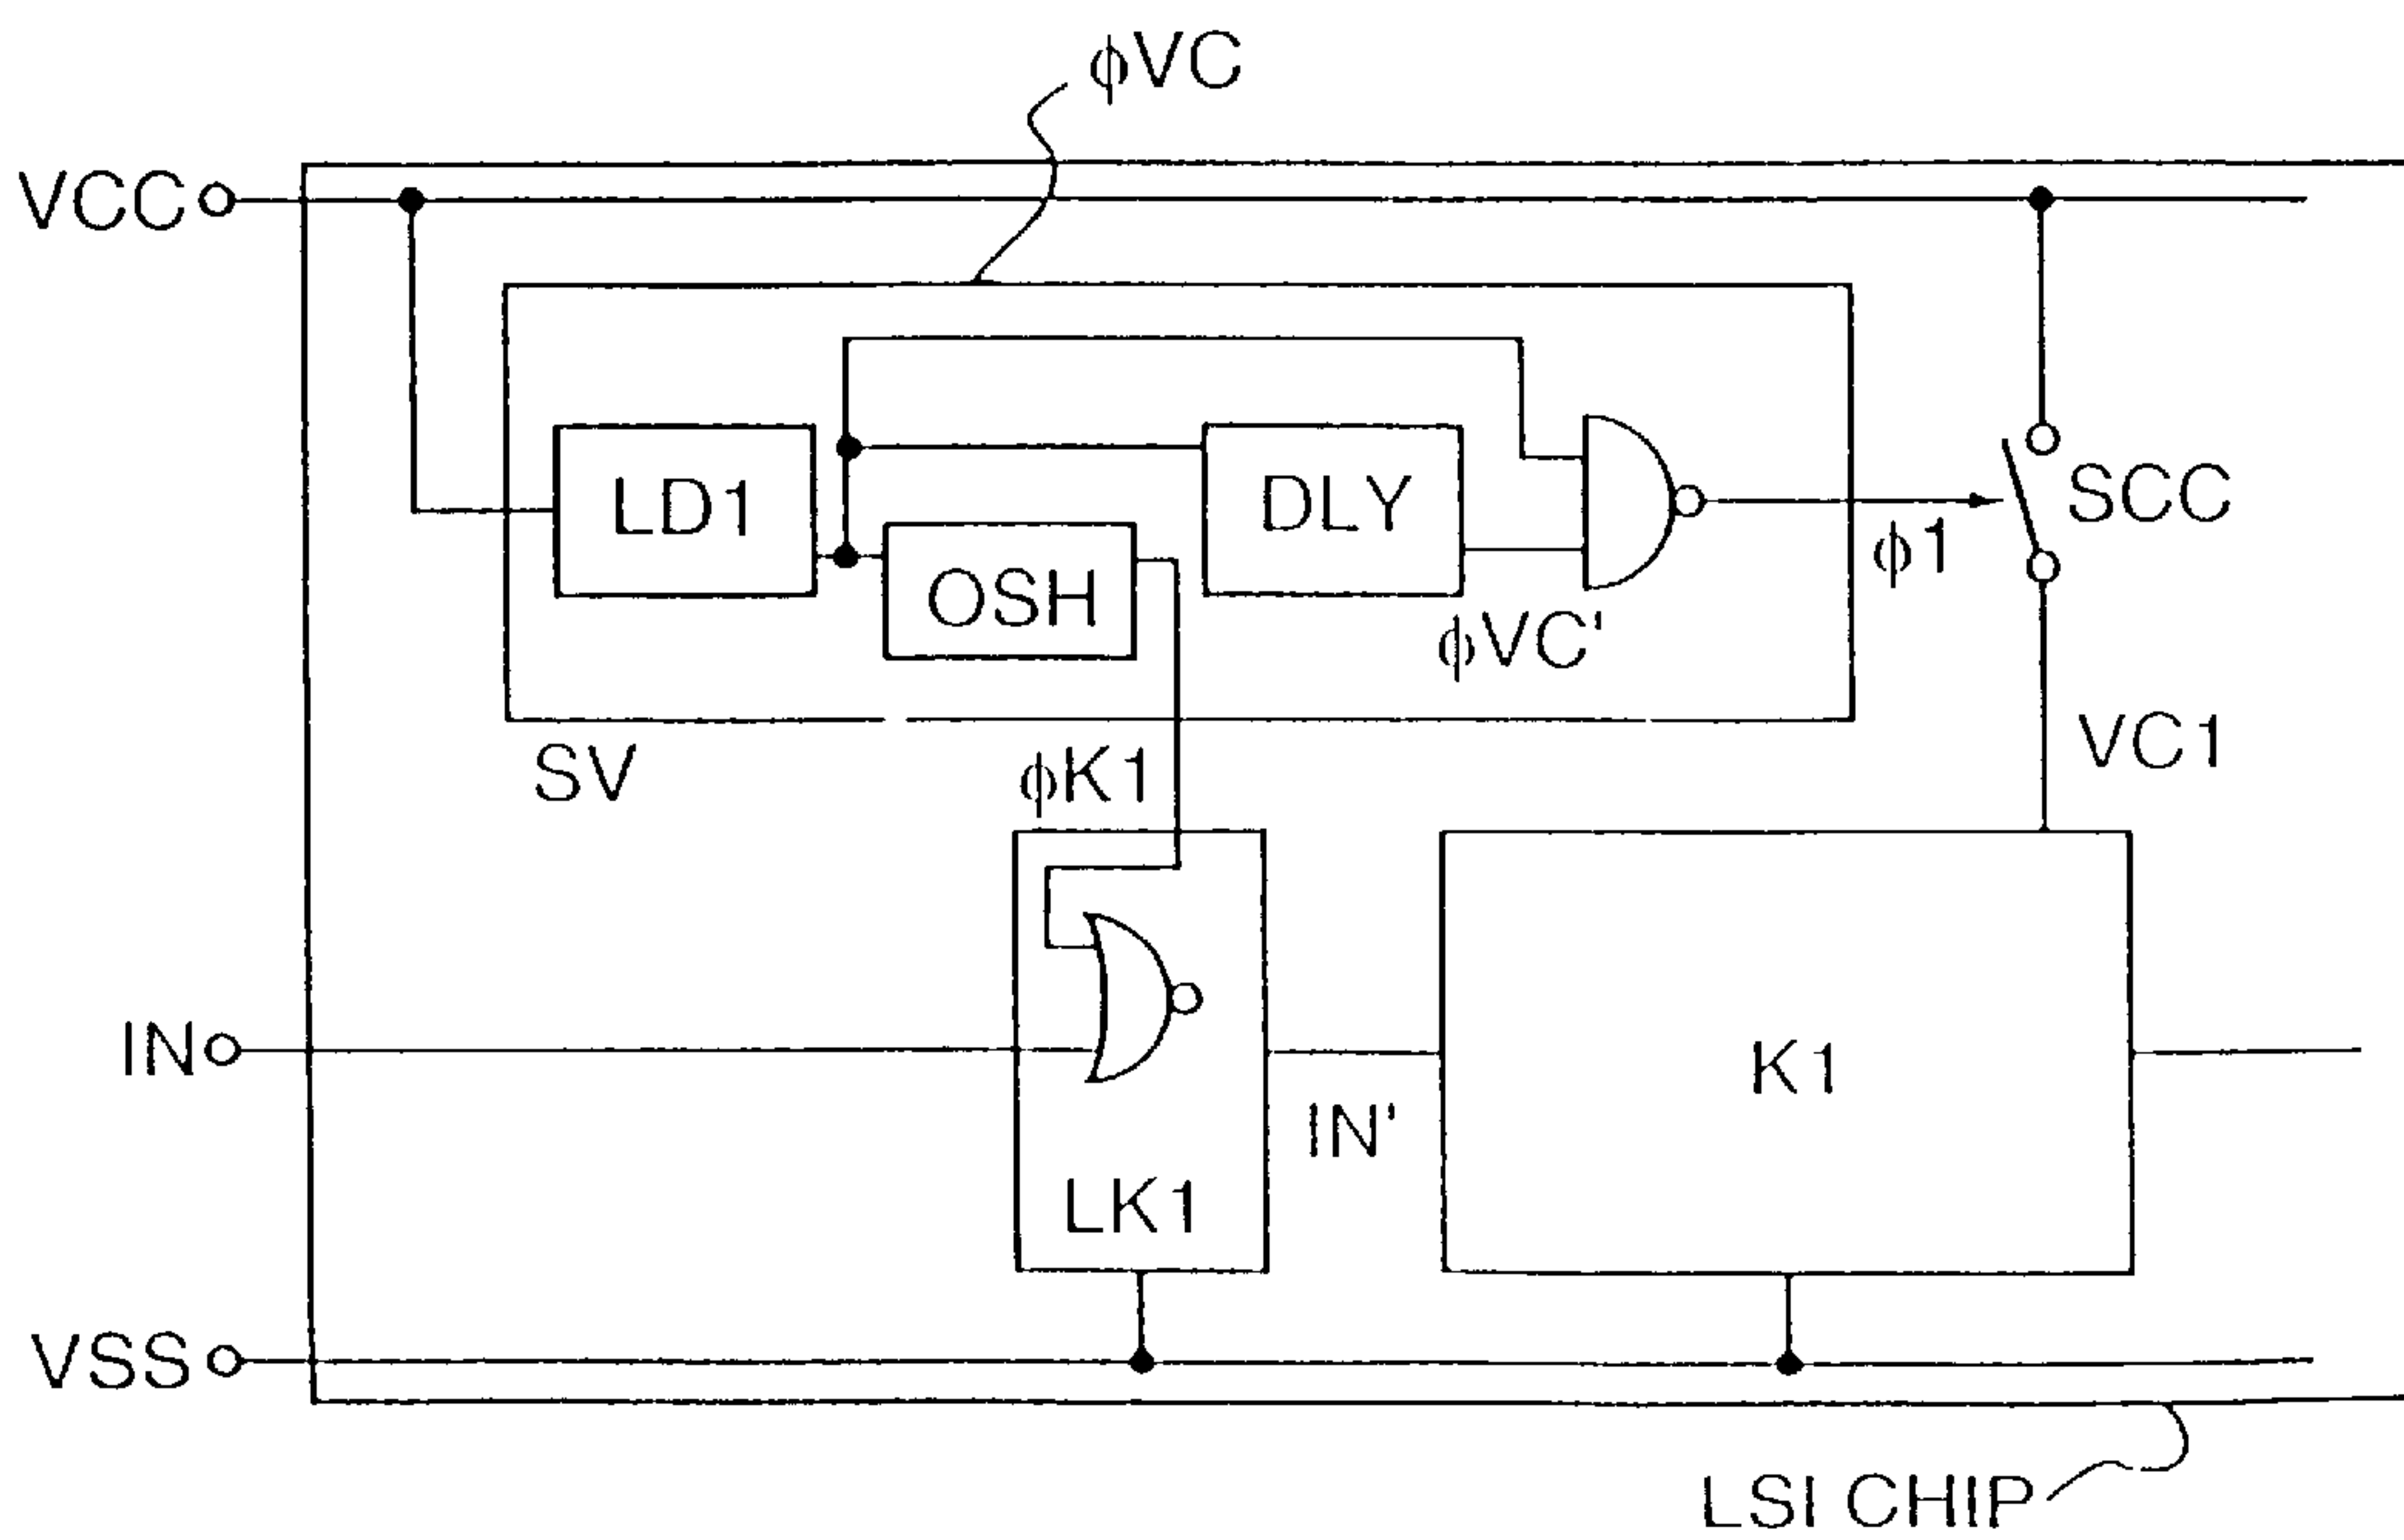 ϕVC
VCC
LD1
DLY
SCC
ϕ1
OSH
ϕVC'
SV
ϕK1
VC1
IN
K1
IN'
LK1
VSS
LSI CHIP